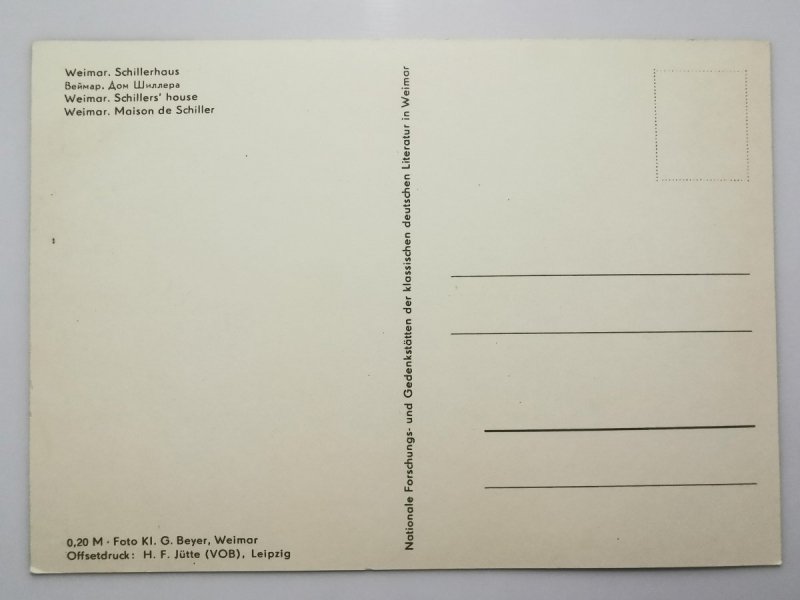 Weimar. Schillerhaus
Веймар. Дом Шиллера
Weimar. Schillers' house
Weimar. Maison de Schiller
Nationale Forschungs- und Gedenkstätten der klassischen deutschen Literatur in Weimar
0,20 M · Foto Kl. G. Beyer, Weimar
Offsetdruck: H. F. Jütte (VOB), Leipzig